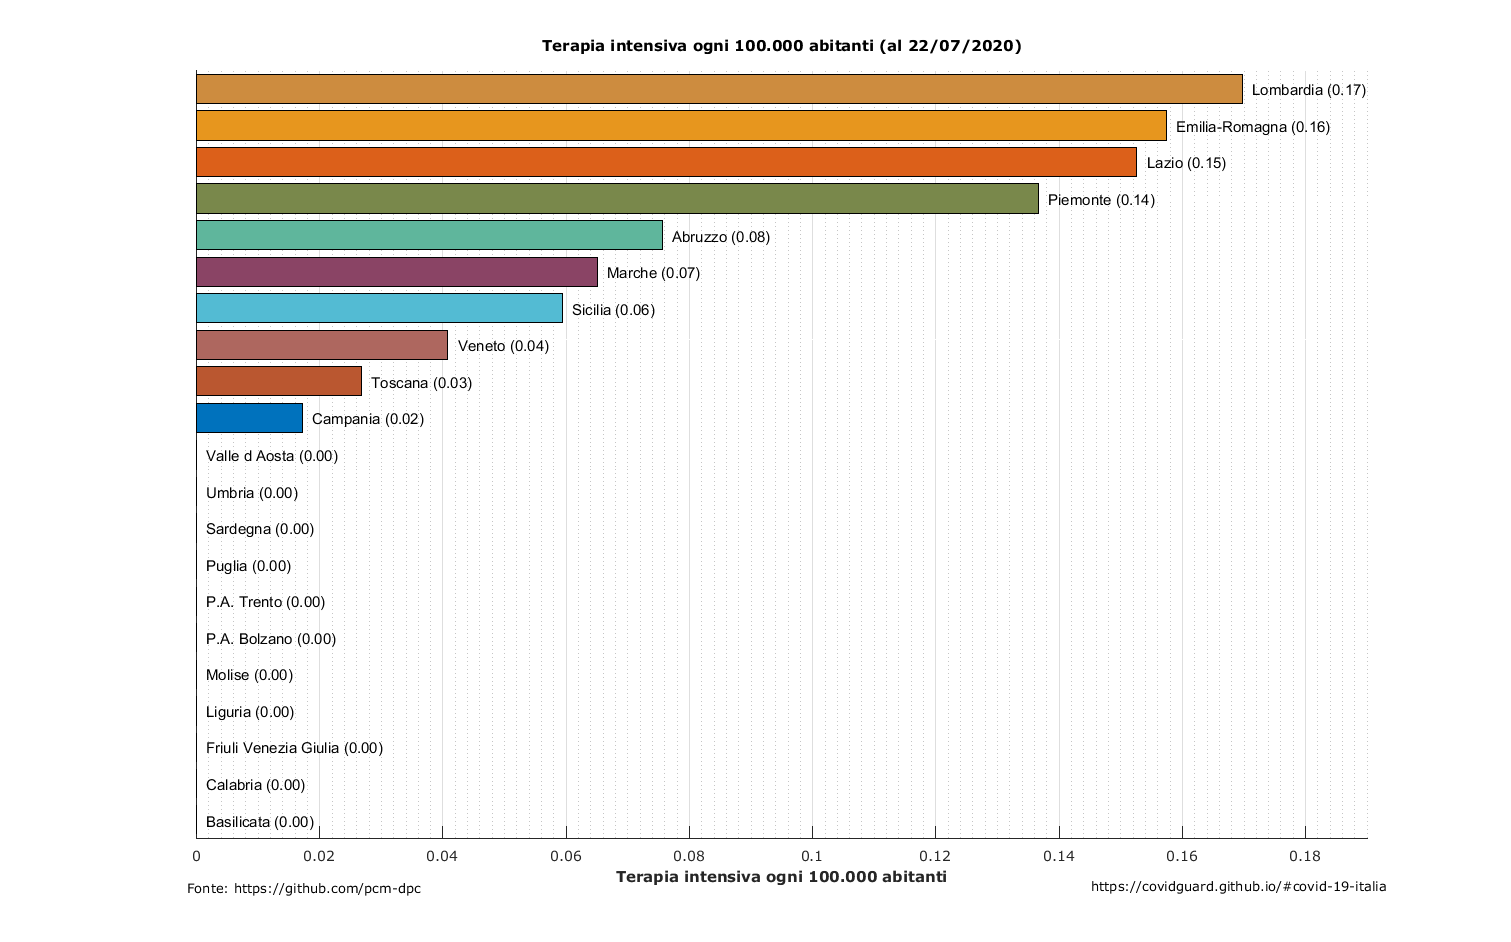 Terapia intensiva ogni 100.000 abitanti (al 22/07/2020)
Lombardia (0.17)
Emilia-Romagna (0.16)
Lazio (0.15)
Piemonte (0.14)
Abruzzo (0.08)
Marche (0.07)
Sicilia (0.06)
Veneto (0.04)
Toscana (0.03)
Campania (0.02)
Valle d Aosta (0.00)
Umbria (0.00)
Sardegna (0.00)
Puglia (0.00)
P.A. Trento (0.00)
P.A. Bolzano (0.00)
Molise (0.00)
Liguria (0.00)
Friuli Venezia Giulia (0.00)
Calabria (0.00)
Basilicata (0.00)
0 0.02 0.04 0.06 0.08 0.1 0.12 0.14 0.16 0.18
Terapia intensiva ogni 100.000 abitanti
Fonte: https://github.com/pcm-dpc
https://covidguard.github.io/#covid-19-italia